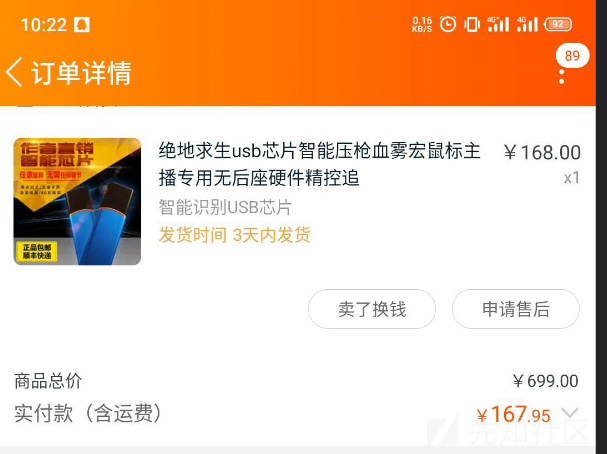 10:22
0.16
KB/S
4G+
4G
92
订单详情
89
作者直销
智能芯片
正品包邮
顺丰快递
绝地求生usb芯片智能压枪血雾宏鼠标主
￥168.00
播专用无后座硬件精控追
x1
智能识别USB芯片
发货时间 3天内发货
卖了换钱
申请售后
商品总价
￥699.00
实付款（含运费）
￥167.95
先知社区